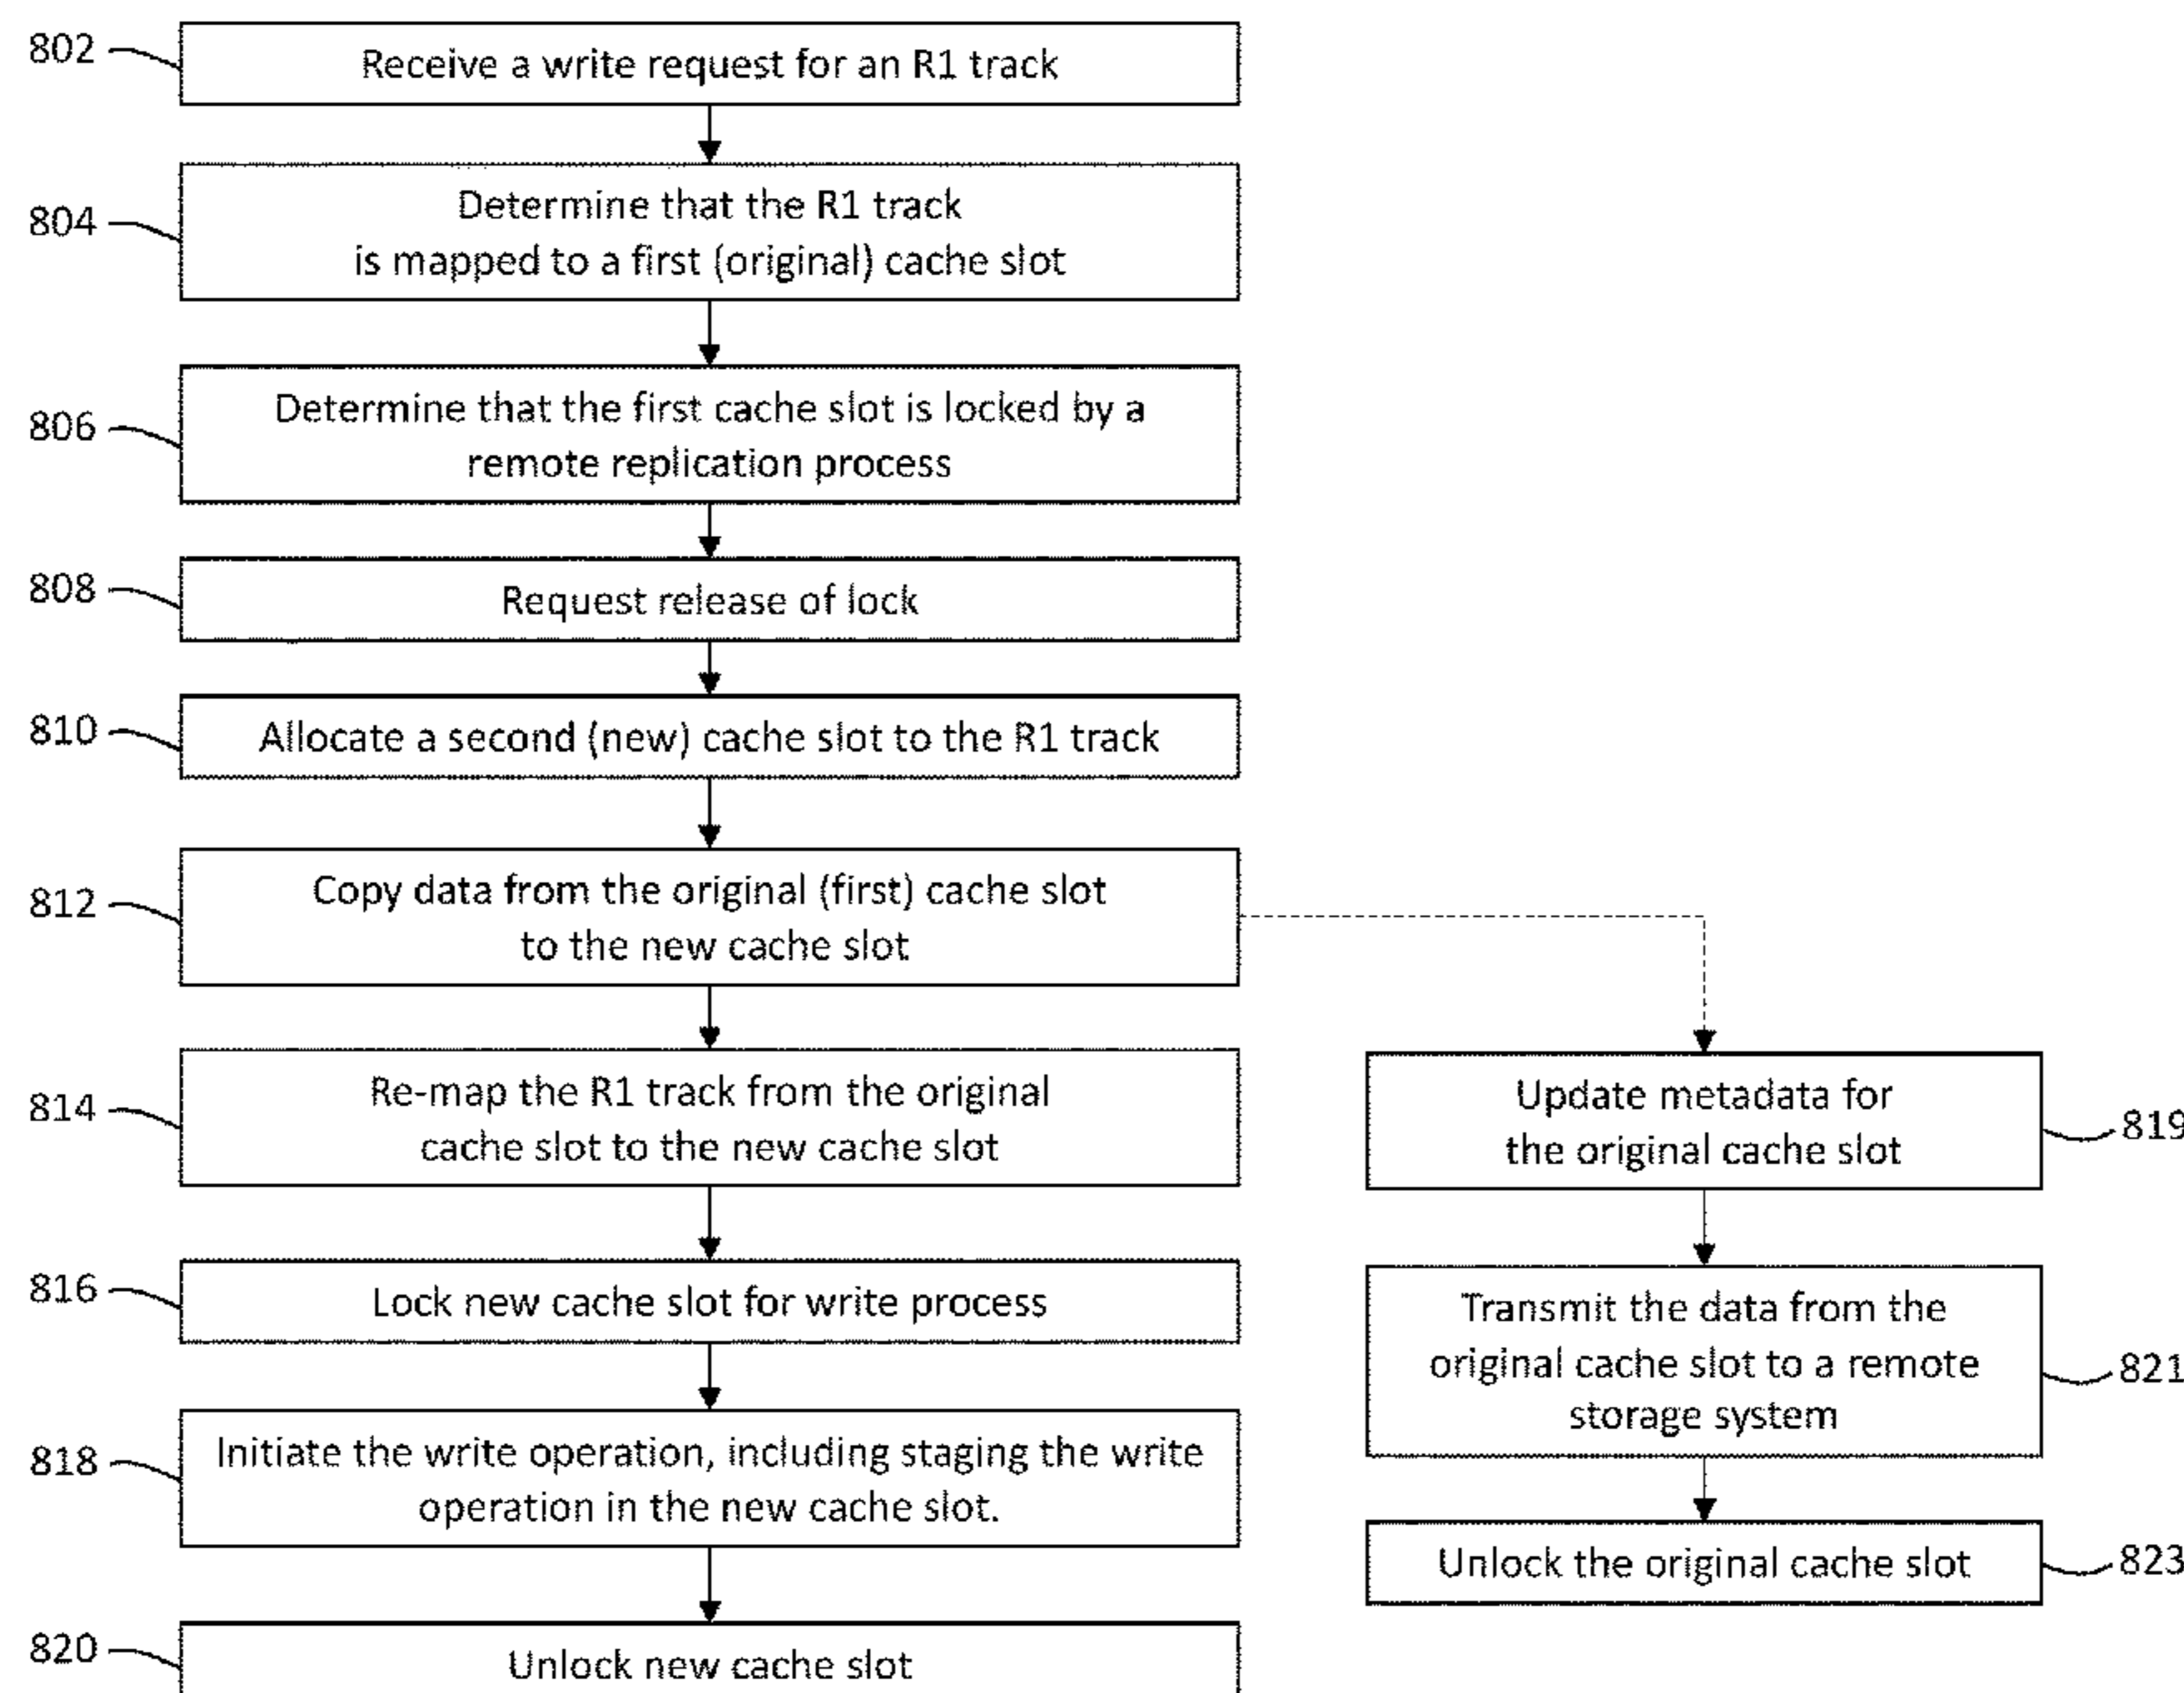 802
Receive a write request for an R1 track
804
Determine that the R1 track
is mapped to a first (original) cache slot
806
Determine that the first cache slot is locked by a
remote replication process
808
Request release of lock
810
Allocate a second (new) cache slot to the R1 track
812
Copy data from the original (first) cache slot
to the new cache slot
814
Re-map the R1 track from the original
cache slot to the new cache slot
816
Lock new cache slot for write process
818
Initiate the write operation, including staging the write
operation in the new cache slot.
820
Unlock new cache slot
Update metadata for
the original cache slot
819
Transmit the data from the
original cache slot to a remote
storage system
821
Unlock the original cache slot
823